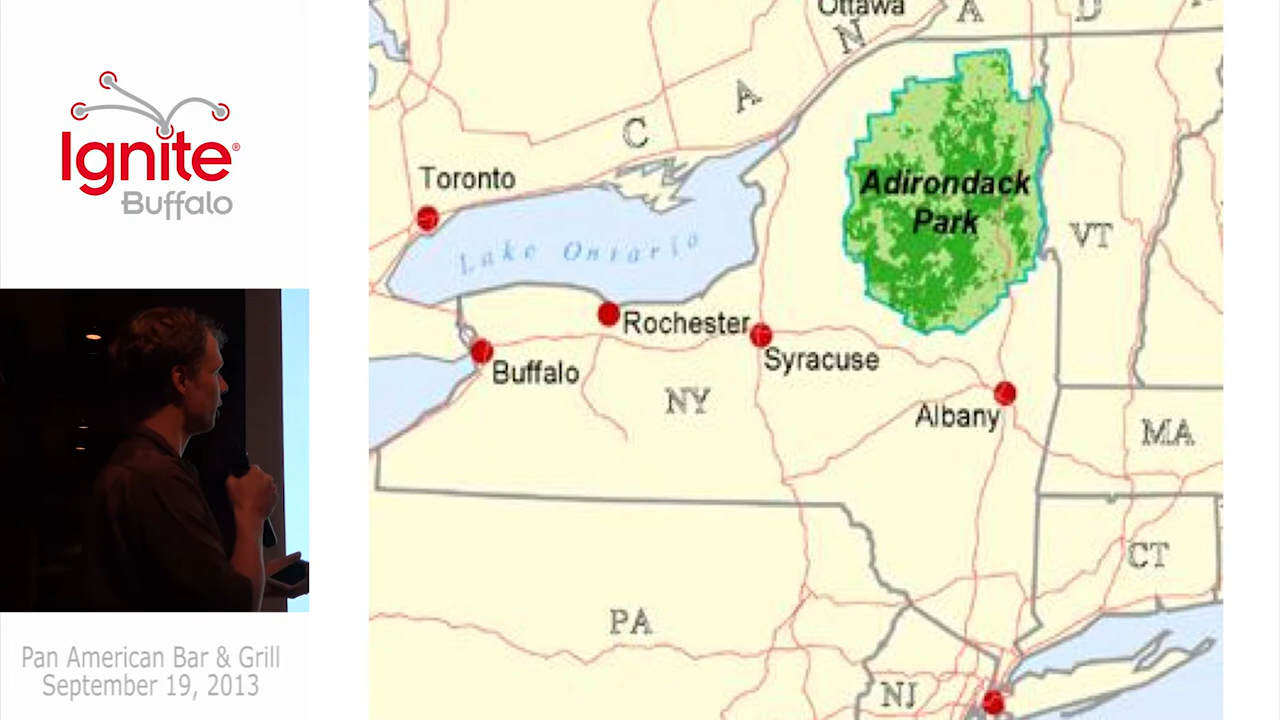 Ignite®
Buffalo
Pan American Bar & Grill
September 19, 2013
Ottawa
C A N A D
Toronto
Lake Ontario
Adirondack
Park
VT
Rochester
Syracuse
Buffalo
NY
Albany
MA
CT
PA
NJ